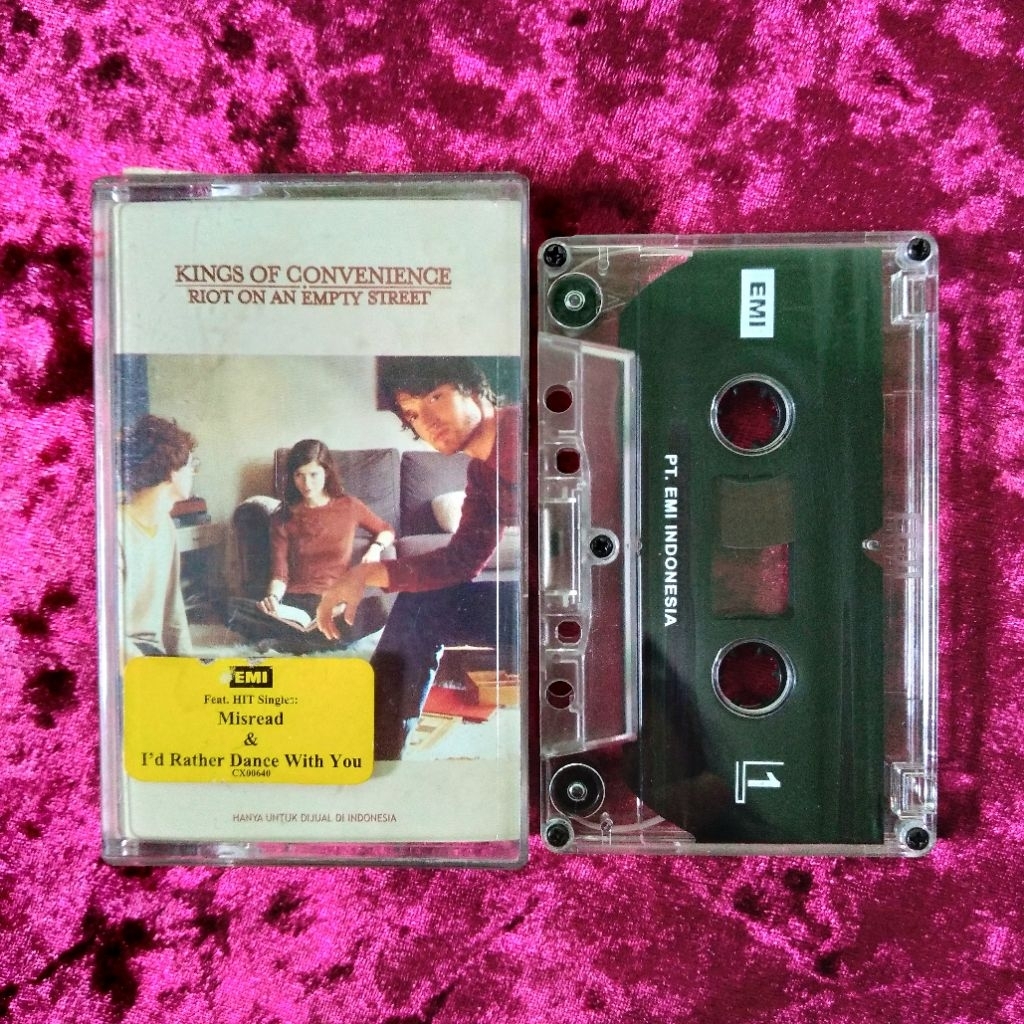 KINGS OF CONVENIENCE
RIOT ON AN EMPTY STREET
EMI
Feat. HIT Singles:
Misread
&
I'd Rather Dance With You
CX00640
HANYA UNTUK DIJUAL DI INDONESIA
EMI
PT. EMI INDONESIA
1